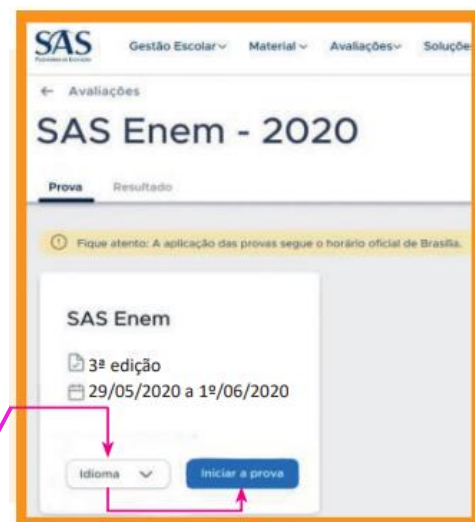 SAS
Gestão Escolar Material Avaliações Soluçõe
← Avaliações
SAS Enem - 2020
Prova Resultado
Fique atento: A aplicação das provas segue o horário oficial de Brasília.
SAS Enem
3ª edição
29/05/2020 a 1º/06/2020
Idioma Iniciar a prova